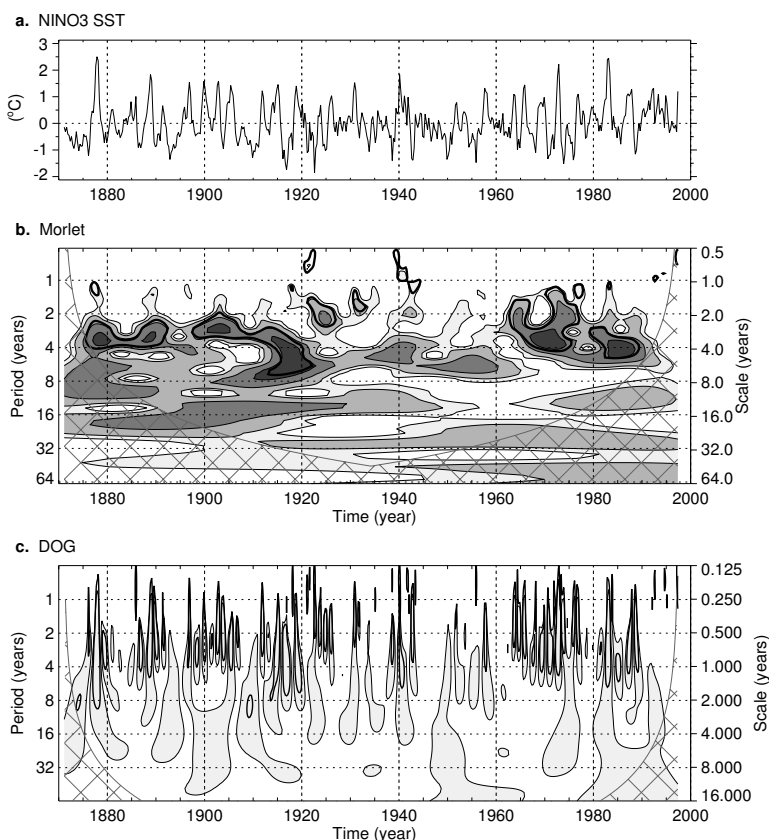 a. NINO3 SST
3
2
1
0
-1
-2
(°C)
1880 1900 1920 1940 1960 1980 2000
b. Morlet
1
2
4
8
16
32
64
Period (years)
0.5
1.0
2.0
4.0
8.0
16.0
32.0
64.0
Scale (years)
1880 1900 1920 1940 1960 1980 2000
Time (year)
c. DOG
1
2
4
8
16
32
Period (years)
0.125
0.250
0.500
1.000
2.000
4.000
8.000
16.000
Scale (years)
1880 1900 1920 1940 1960 1980 2000
Time (year)